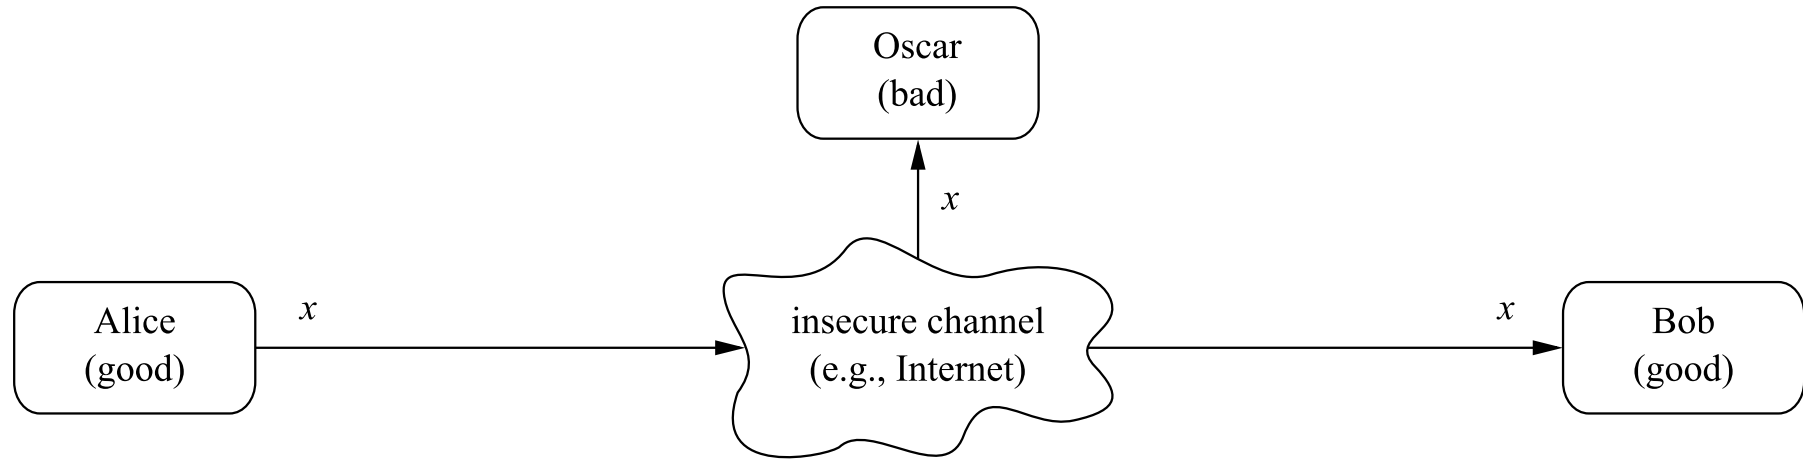 Oscar
(bad)
x
Alice
(good)
x
insecure channel
(e.g., Internet)
x
Bob
(good)